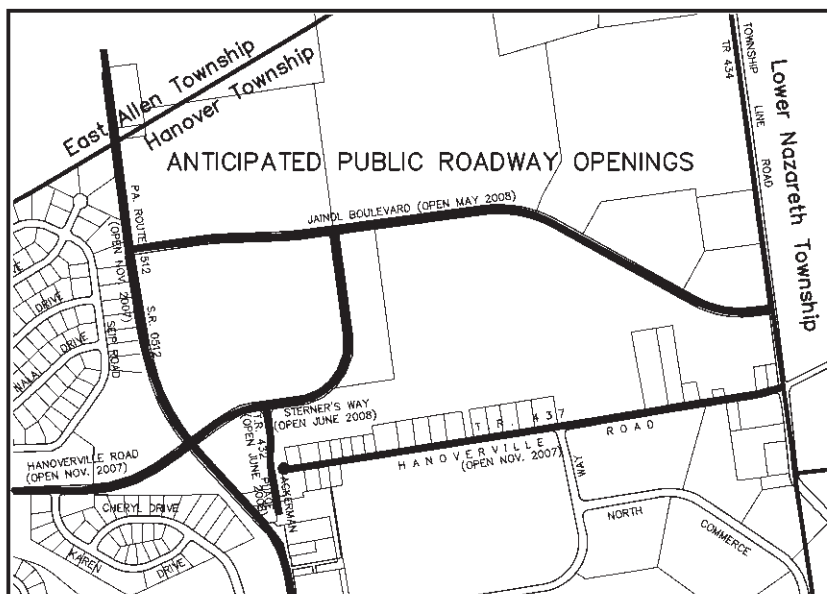 East Allen Township
Hanover Township
ANTICIPATED PUBLIC ROADWAY OPENINGS
TOWNSHIP LINE ROAD
TR 434
Lower Nazareth Township
PA. ROUTE 512
(OPEN NOV. 2007)
S.R. 0512
JAINDL BOULEVARD (OPEN MAY 2008)
DRIVE
DRIVE
SEIP ROAD
STERNER'S WAY
(OPEN JUNE 2008)
T.R. 437
HANOVERVILLE ROAD
(OPEN NOV. 2007)
HANOVERVILLE ROAD
(OPEN NOV. 2007)
TR. 432
(OPEN JUNE 2008)
ACKERMAN
PLACE
WAY
CHERYL DRIVE
KAREN DRIVE
NORTH COMMERCE